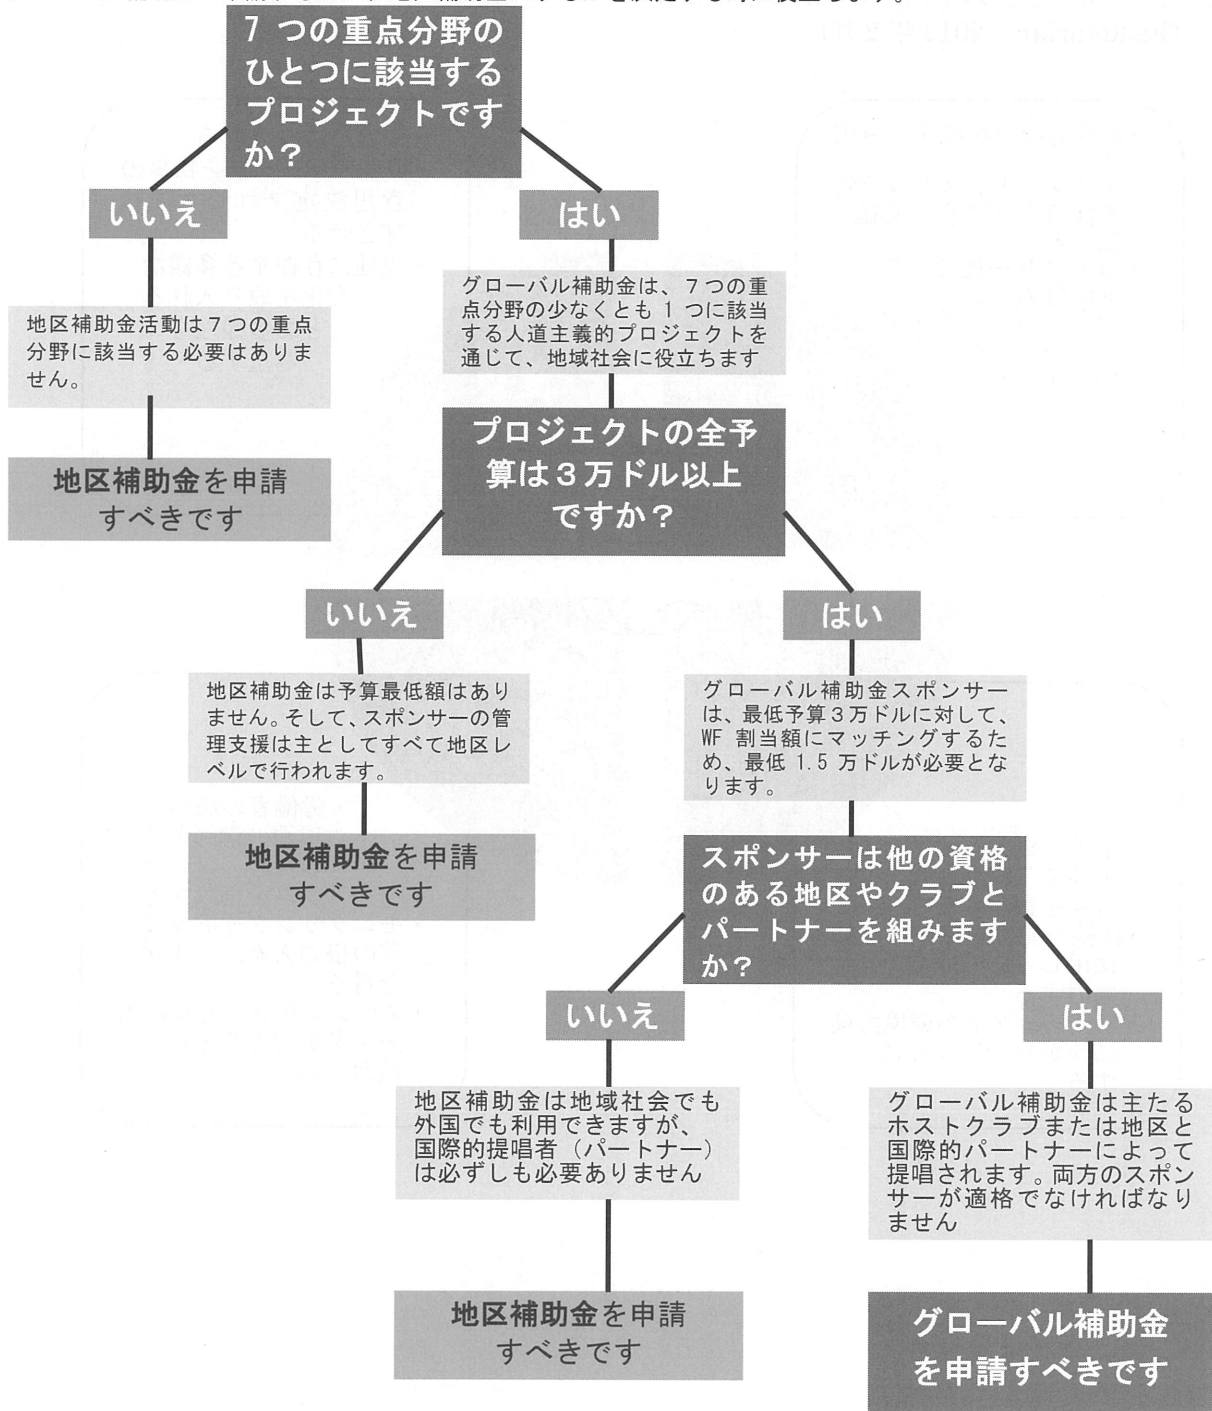 7 つの重点分野の
ひとつに該当する
プロジェクトです
か？
いいえ
はい
地区補助金活動は７つの重点
分野に該当する必要はありま
せん。
グローバル補助金は、７つの重
点分野の少なくとも 1 つに該当
する人道主義的プロジェクトを
通じて、地域社会に役立ちます
地区補助金を申請
すべきです
プロジェクトの全予
算は３万ドル以上
ですか？
いいえ
はい
地区補助金は予算最低額はあり
ません。そして、スポンサーの管
理支援は主としてすべて地区レ
ベルで行われます。
グローバル補助金スポンサー
は、最低予算３万ドルに対して、
WF 割当額にマッチングするた
め、最低 1.5 万ドルが必要とな
ります。
地区補助金を申請
すべきです
スポンサーは他の資格
のある地区やクラブと
パートナーを組みます
か？
いいえ
はい
地区補助金は地域社会でも
外国でも利用できますが、
国際的提唱者（パートナー）
は必ずしも必要ありません
グローバル補助金は主たる
ホストクラブまたは地区と
国際的パートナーによって
提唱されます。両方のスポン
サーが適格でなければなり
ません
地区補助金を申請
すべきです
グローバル補助金
を申請すべきです